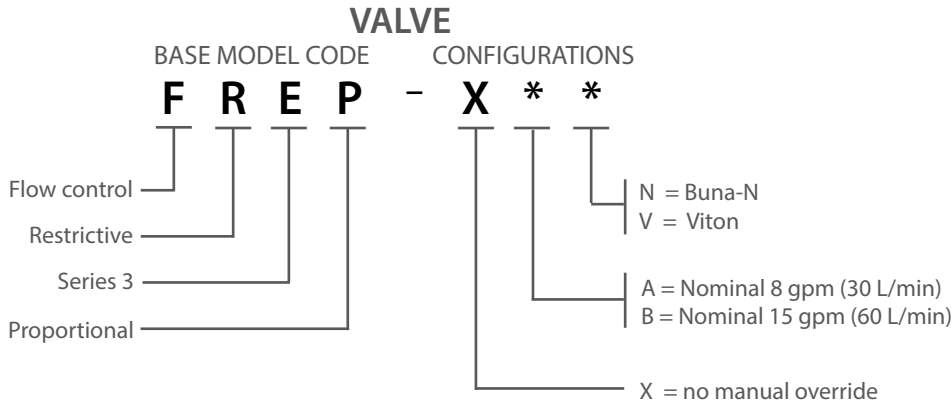 VALVE
BASE MODEL CODE CONFIGURATIONS
F R E P - X * *
Flow control
Restrictive
Series 3
Proportional
N = Buna-N
V = Viton
A = Nominal 8 gpm (30 L/min)
B = Nominal 15 gpm (60 L/min)
X = no manual override